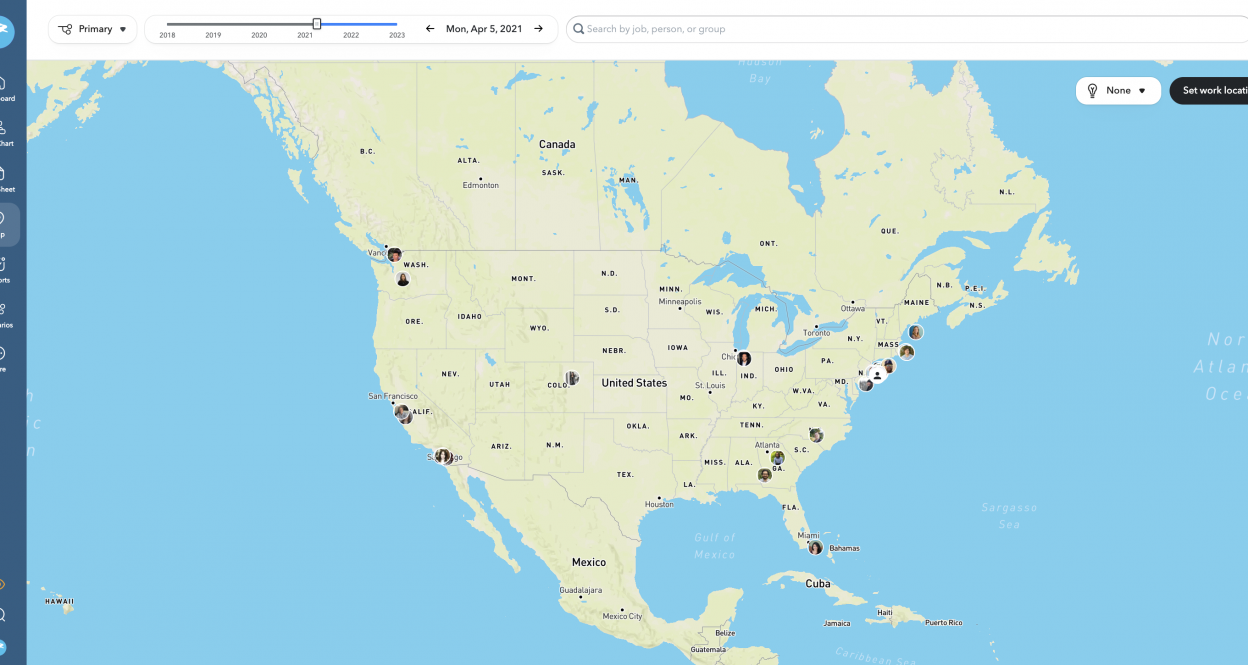 Primary
2018 2019 2020 2021 2022 2023
Mon, Apr 5, 2021
Search by job, person, or group
None
Set work locati
oard
Chart
heet
p
orts
arios
re
Hudson
Bay
Canada
B.C.
ALTA.
SASK.
MAN.
Edmonton
N.L.
QUE.
ONT.
Vanc
WASH.
MONT.
N.D.
MINN.
Minneapolis
N.B.
P.E.I.
N.S.
MAINE
Ottawa
ORE.
IDAHO
S.D.
WIS.
MICH.
VT.
Toronto
WYO.
N.Y.
MASS
NEBR.
IOWA
Chic
PA.
NEV.
UTAH
COLO.
United States
ILL.
IND.
OHIO
N
MD.
St. Louis
San Francisco
CALIF.
MO.
W.VA.
VA.
KY.
OKLA.
TENN.
ARIZ.
N.M.
ARK.
Atlanta
S.C.
S
go
MISS.
ALA.
GA.
TEX.
LA.
Houston
FLA.
Miami
Bahamas
Gulf of
Mexico
Sargasso
Sea
Nor
Atlan
Oce
h
ic
n
Mexico
Guadalajara
Mexico City
Cuba
HAWAII
Haiti
Jamaica
Puerto Rico
Belize
Guatemala
Caribbean Sea